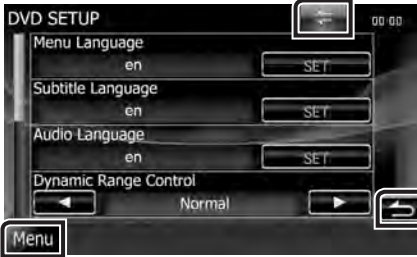 DVD SETUP 00:00
Menu Language
en SET
Subtitle Language
en SET
Audio Language
en SET
Dynamic Range Control
Normal
Menu